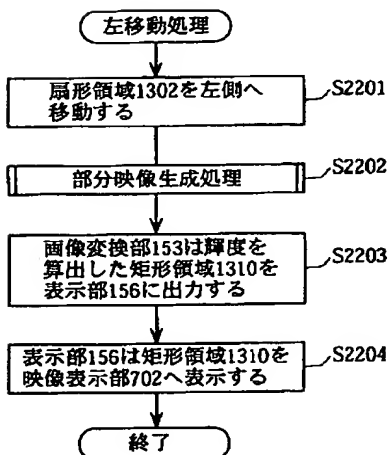 左移動処理
扇形領域1302を左側へ
移動する
S2201
部分映像生成処理
S2202
画像変換部153は輝度を
算出した矩形領域1310を
表示部156に出力する
S2203
表示部156は矩形領域1310を
映像表示部702へ表示する
S2204
終了